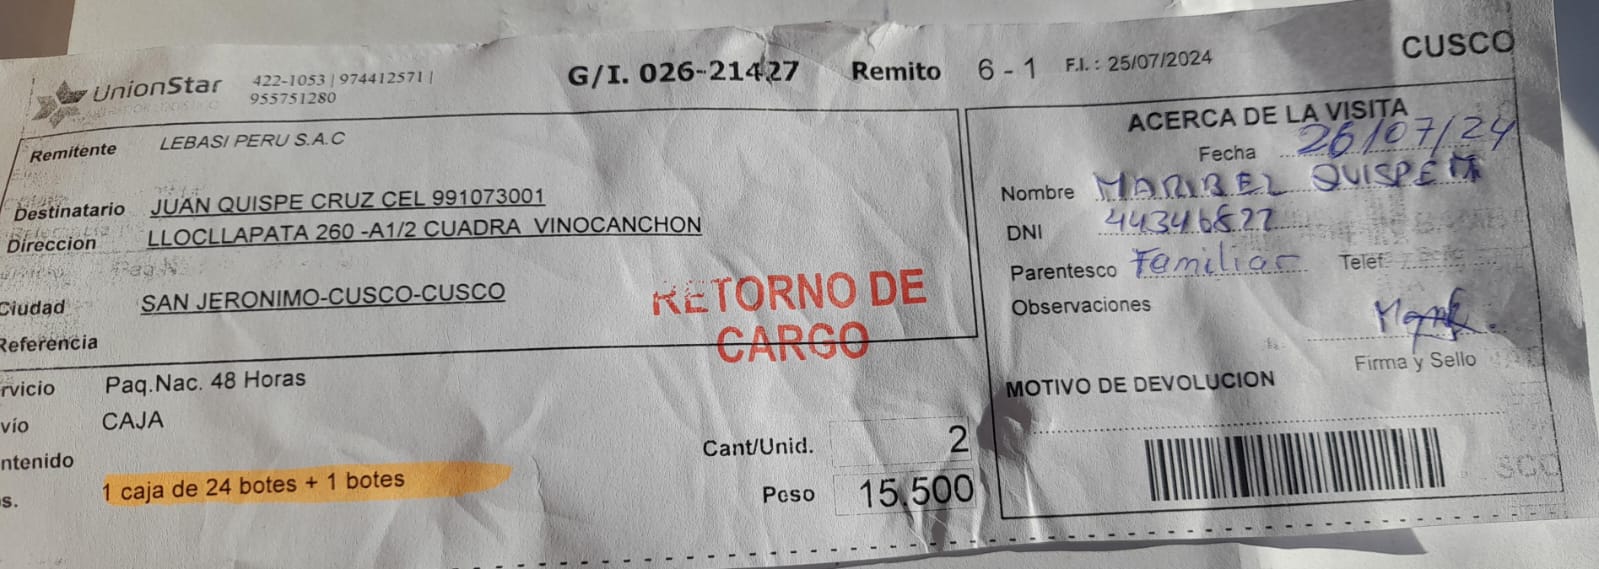 UnionStar
422-1053 | 974412571 |
955751280
G/I. 026-21427 Remito 6 - 1 F.I. : 25/07/2024
CUSCO
Remitente LEBASI PERU S.A.C
Destinatario JUAN QUISPE CRUZ CEL 991073001
Direccion LLOCLLAPATA 260 -A1/2 CUADRA VINOCANCHON
Ciudad SAN JERONIMO-CUSCO-CUSCO
Referencia
RETORNO DE
CARGO
rvicio Paq.Nac. 48 Horas
vío CAJA
ntenido
s. 1 caja de 24 botes + 1 botes
Cant/Unid. 2
Peso 15.500
ACERCA DE LA VISITA
Fecha 26/07/24
Nombre MARIBEL QUISPE
DNI 44346822
Parentesco Familiar Telef
Observaciones
Firma y Sello
MOTIVO DE DEVOLUCION